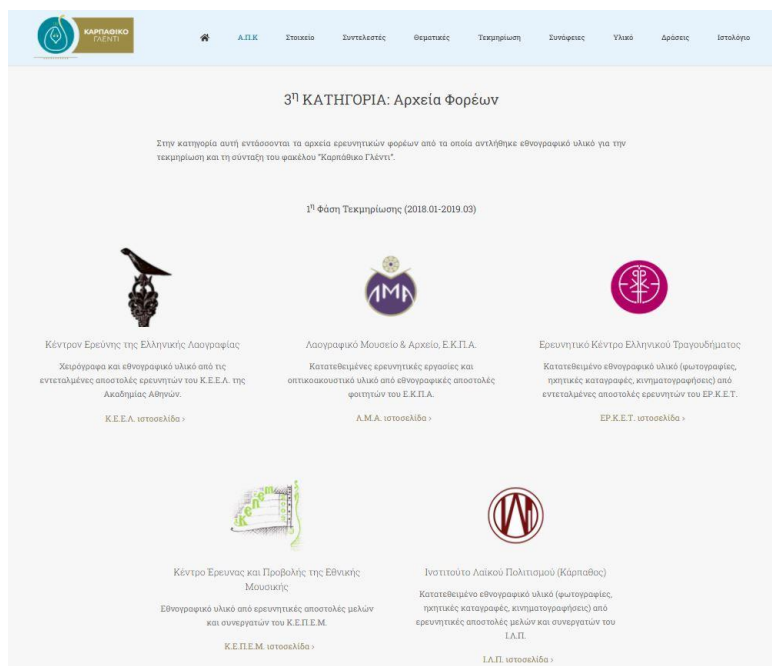 ΚΑΡΠΑΘΙΚΟ
ΓΛΕΝΤΙ
Α.Π.Κ Στοιχείο Συντελεστές Θεματικές Τεκμηρίωση Συνάφειες Υλικό Δράσεις Ιστολόγιο
3η ΚΑΤΗΓΟΡΙΑ: Αρχεία Φορέων
Στην κατηγορία αυτή εντάσσονται τα αρχεία ερευνητικών φορέων από τα οποία αντλήθηκε εθνογραφικό υλικό για την
τεκμηρίωση και τη σύνταξη του φακέλου "Καρπάθικο Γλέντι".
1η Φάση Τεκμηρίωσης (2018.01-2019.03)
ΛΜΑ
Κέντρον Ερεύνης της Ελληνικής Λαογραφίας
Χειρόγραφα και εθνογραφικό υλικό από τις
εντεταλμένες αποστολές ερευνητών του Κ.Ε.Ε.Λ. της
Ακαδημίας Αθηνών.
Κ.Ε.Ε.Λ. ιστοσελίδα ›
Λαογραφικό Μουσείο & Αρχείο, Ε.Κ.Π.Α.
Κατατεθειμένες ερευνητικές εργασίες και
οπτικοακουστικό υλικό από εθνογραφικές αποστολές
φοιτητών του Ε.Κ.Π.Α.
Λ.Μ.Α. ιστοσελίδα ›
Ερευνητικό Κέντρο Ελληνικού Τραγουδήματος
Κατατεθειμένο εθνογραφικό υλικό (φωτογραφίες,
ηχητικές καταγραφές, κινηματογραφήσεις) από
εντεταλμένες αποστολές ερευνητών του ΕΡ.Κ.Ε.Τ.
ΕΡ.Κ.Ε.Τ. ιστοσελίδα ›
κεπεμ
Κέντρο Έρευνας και Προβολής της Εθνικής
Μουσικής
Εθνογραφικό υλικό από ερευνητικές αποστολές μελών
και συνεργατών του Κ.Ε.Π.Ε.Μ.
Κ.Ε.Π.Ε.Μ. ιστοσελίδα ›
Ινστιτούτο Λαϊκού Πολιτισμού (Κάρπαθος)
Κατατεθειμένο εθνογραφικό υλικό (φωτογραφίες,
ηχητικές καταγραφές, κινηματογραφήσεις) από
ερευνητικές αποστολές μελών και συνεργατών του
Ι.Λ.Π.
Ι.Λ.Π. ιστοσελίδα ›